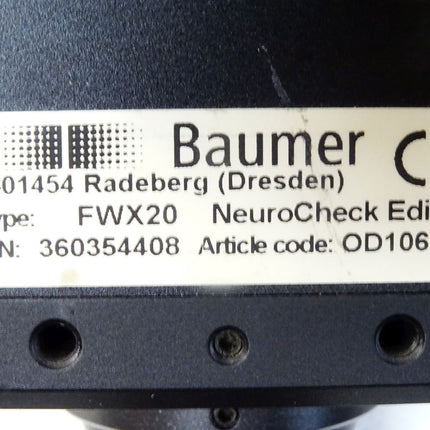 Baumer C
01454 Radeberg (Dresden)
ype: FWX20 NeuroCheck Edi
N: 360354408 Article code: OD106